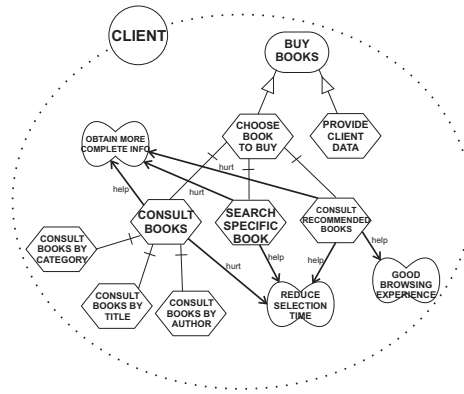 CLIENT
BUY
BOOKS
CHOOSE
BOOK
TO BUY
PROVIDE
CLIENT
DATA
OBTAIN MORE
COMPLETE INFO
hurt
hurt
help
CONSULT
BOOKS
SEARCH
SPECIFIC
BOOK
CONSULT
RECOMMENDED
BOOKS
CONSULT
BOOKS BY
CATEGORY
hurt
help
help
help
GOOD
BROWSING
EXPERIENCE
CONSULT
BOOKS BY
TITLE
CONSULT
BOOKS BY
AUTHOR
REDUCE
SELECTION
TIME